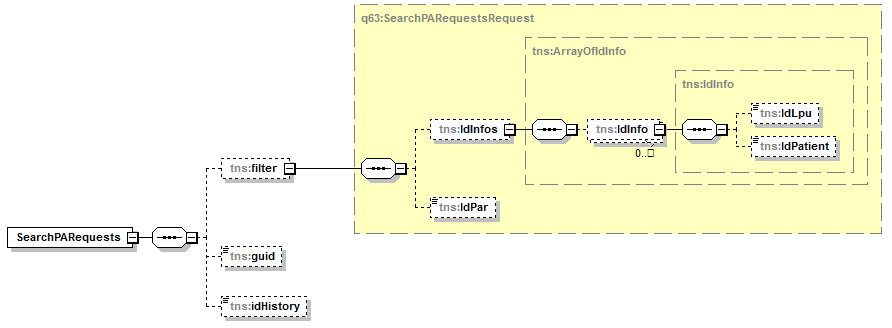 q63:SearchPARequestsRequest
tns:ArrayOfIdInfo
tns:IdInfo
tns:IdLpu
tns:IdInfos
tns:IdInfo
tns:IdPatient
0..
tns:filter
tns:IdPar
SearchPARequests
tns:guid
tns:idHistory